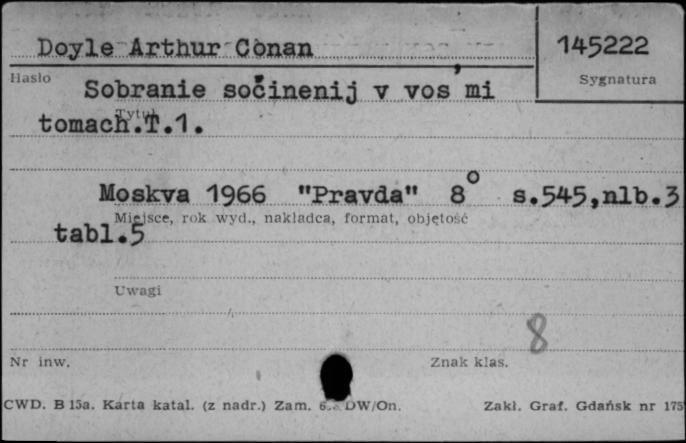 Doyle Arthur Conan
145222
Hasło
Sygnatura
Sobranie sočinenij v vos'mi
Tytuł
tomach.T.1.
Moskva 1966 "Pravda" 8° s.545,nlb.3
Miejsce, rok wyd., nakładca, format, objętość
tabl.5
Uwagi
8
Nr inw.
Znak klas.
CWD. B 15a. Karta katal. (z nadr.) Zam. DW/On.
Zakł. Graf. Gdańsk nr 175